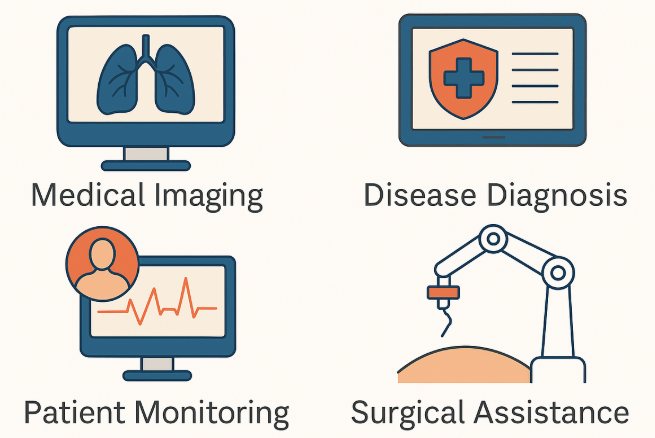 Medical Imaging
Disease Diagnosis
Patient Monitoring
Surgical Assistance